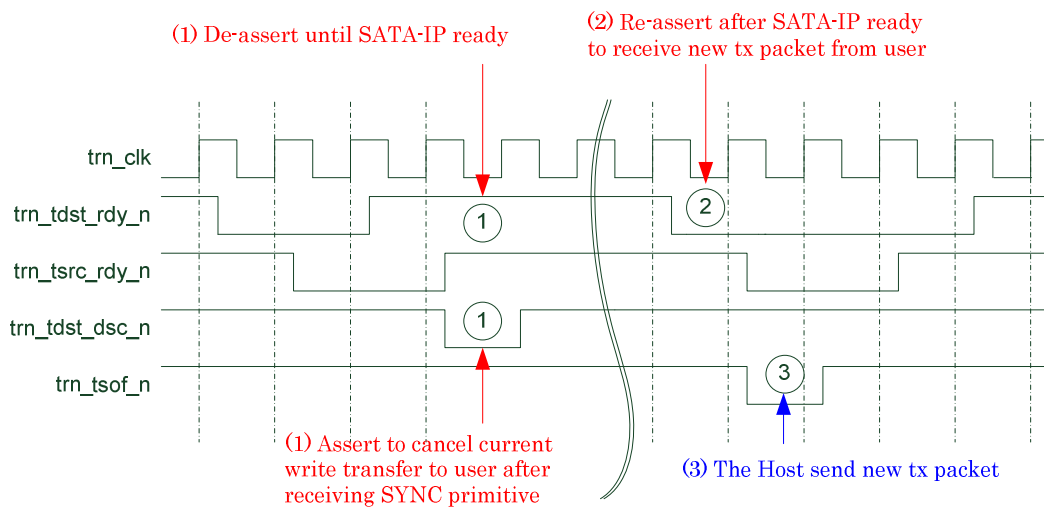 (1) De-assert until SATA-IP ready
(2) Re-assert after SATA-IP ready
to receive new tx packet from user
trn_clk
trn_tdst_rdy_n
1
2
trn_tsrc_rdy_n
trn_tdst_dsc_n
1
trn_tsof_n
3
(1) Assert to cancel current
write transfer to user after
receiving SYNC primitive
(3) The Host send new tx packet